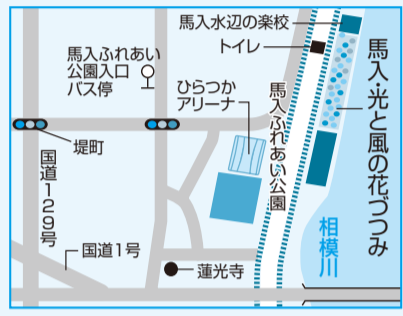 馬入水辺の楽校
トイレ
馬入ふれあい
公園入口
バス停
ひらつか
アリーナ
馬入ふれあい公園
馬入・光と風の花づつみ
堤町
国道129号
相模川
国道1号
蓮光寺